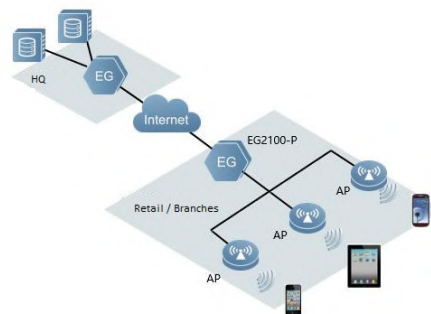 EG
HQ
Internet
EG2100-P
EG
AP
Retail / Branches
AP
AP